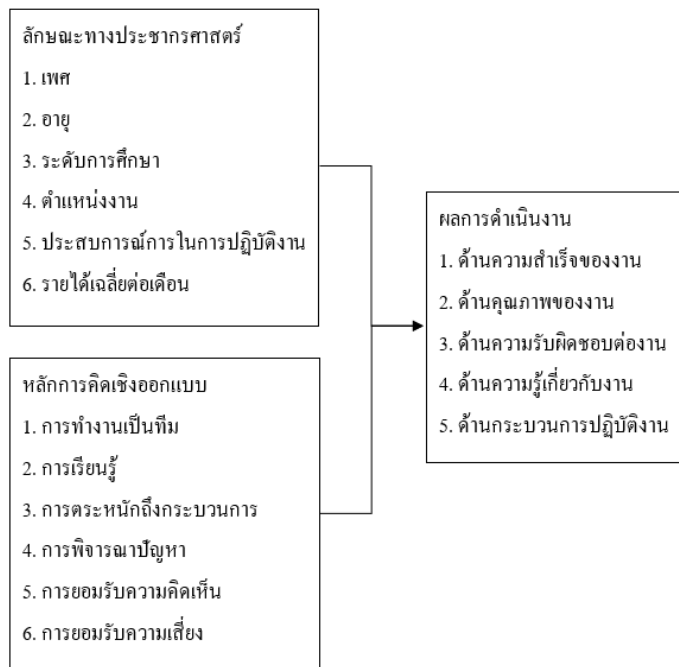 ลักษณะทางประชากรศาสตร์
1. เพศ
2. อายุ
3. ระดับการศึกษา
4. ตำแหน่งงาน
5. ประสบการณ์การในการปฏิบัติงาน
6. รายได้เฉลี่ยต่อเดือน
หลักการคิดเชิงออกแบบ
1. การทำงานเป็นทีม
2. การเรียนรู้
3. การตระหนักถึงกระบวนการ
4. การพิจารณาปัญหา
5. การยอมรับความคิดเห็น
6. การยอมรับความเสี่ยง
ผลการดำเนินงาน
1. ด้านความสำเร็จของงาน
2. ด้านคุณภาพของงาน
3. ด้านความรับผิดชอบต่องาน
4. ด้านความรู้เกี่ยวกับงาน
5. ด้านกระบวนการปฏิบัติงาน